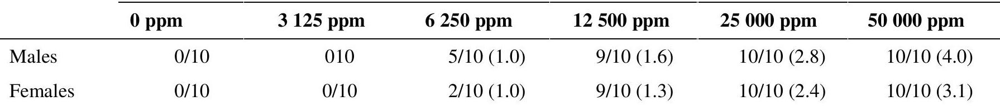 0 ppm 3 125 ppm 6 250 ppm 12 500 ppm 25 000 ppm 50 000 ppm
Males 0/10 010 5/10 (1.0) 9/10 (1.6) 10/10 (2.8) 10/10 (4.0)
Females 0/10 0/10 2/10 (1.0) 9/10 (1.3) 10/10 (2.4) 10/10 (3.1)